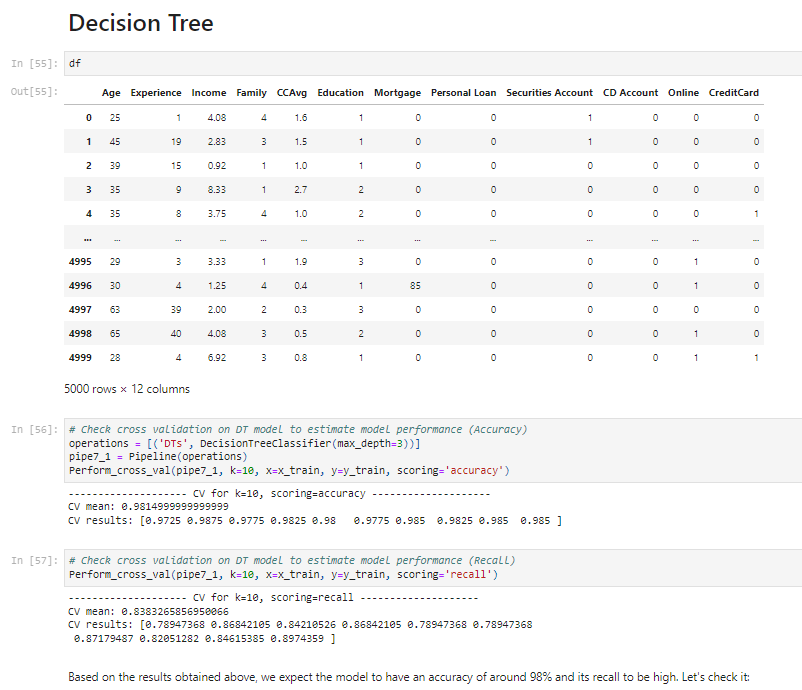 Decision Tree
In [55]: df
Out[55]:
Age Experience Income Family CCAvg Education Mortgage Personal Loan Securities Account CD Account Online CreditCard
0 25 1 4.08 4 1.6 1 0 0 1 0 0 0
1 45 19 2.83 3 1.5 1 0 0 1 0 0 0
2 39 15 0.92 1 1.0 1 0 0 0 0 0 0
3 35 9 8.33 1 2.7 2 0 0 0 0 0 0
4 35 8 3.75 4 1.0 2 0 0 0 0 0 1
... ... ... ... ... ... ... ... ... ... ... ... ...
4995 29 3 3.33 1 1.9 3 0 0 0 0 1 0
4996 30 4 1.25 4 0.4 1 85 0 0 0 1 0
4997 63 39 2.00 2 0.3 3 0 0 0 0 0 0
4998 65 40 4.08 3 0.5 2 0 0 0 0 1 0
4999 28 4 6.92 3 0.8 1 0 0 0 0 1 1
5000 rows × 12 columns
In [56]: # Check cross validation on DT model to estimate model performance (Accuracy)
operations = [('DTs', DecisionTreeClassifier(max_depth=3))]
pipe7_1 = Pipeline(operations)
Perform_cross_val(pipe7_1, k=10, x=x_train, y=y_train, scoring='accuracy')
------------------- CV for k=10, scoring=accuracy -------------------
CV mean: 0.9814999999999999
CV results: [0.9725 0.9875 0.9775 0.9825 0.98   0.9775 0.985  0.9825 0.985  0.985 ]
In [57]: # Check cross validation on DT model to estimate model performance (Recall)
Perform_cross_val(pipe7_1, k=10, x=x_train, y=y_train, scoring='recall')
------------------- CV for k=10, scoring=recall -------------------
CV mean: 0.8383265856950066
CV results: [0.78947368 0.86842105 0.84210526 0.86842105 0.78947368 0.78947368
0.87179487 0.82051282 0.84615385 0.8974359 ]
Based on the results obtained above, we expect the model to have an accuracy of around 98% and its recall to be high. Let's check it: